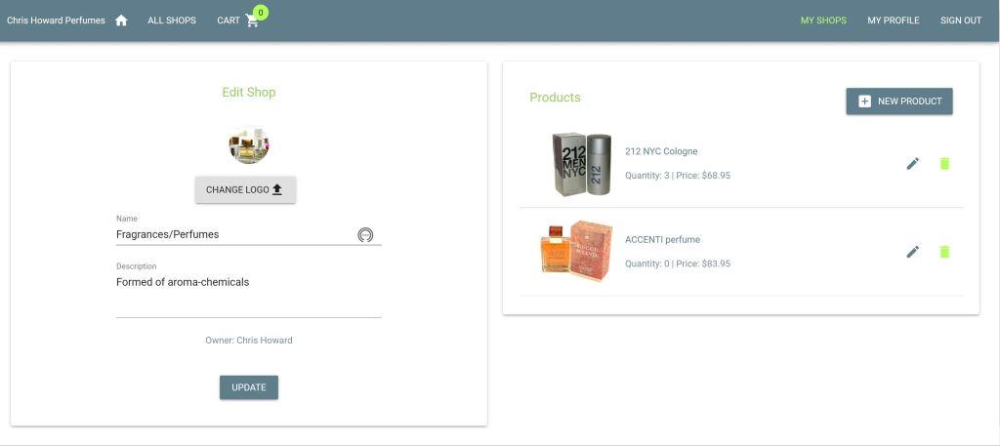 Chris Howard Perfumes
ALL SHOPS
CART
0
MY SHOPS
MY PROFILE
SIGN OUT
Edit Shop
CHANGE LOGO
Name
Fragrances/Perfumes
Description
Formed of aroma-chemicals
Owner: Chris Howard
UPDATE
Products
NEW PRODUCT
212
MEN
NYC
212
212 NYC Cologne
Quantity: 3 | Price: $68.95
ACCENTI perfume
Quantity: 0 | Price: $83.95